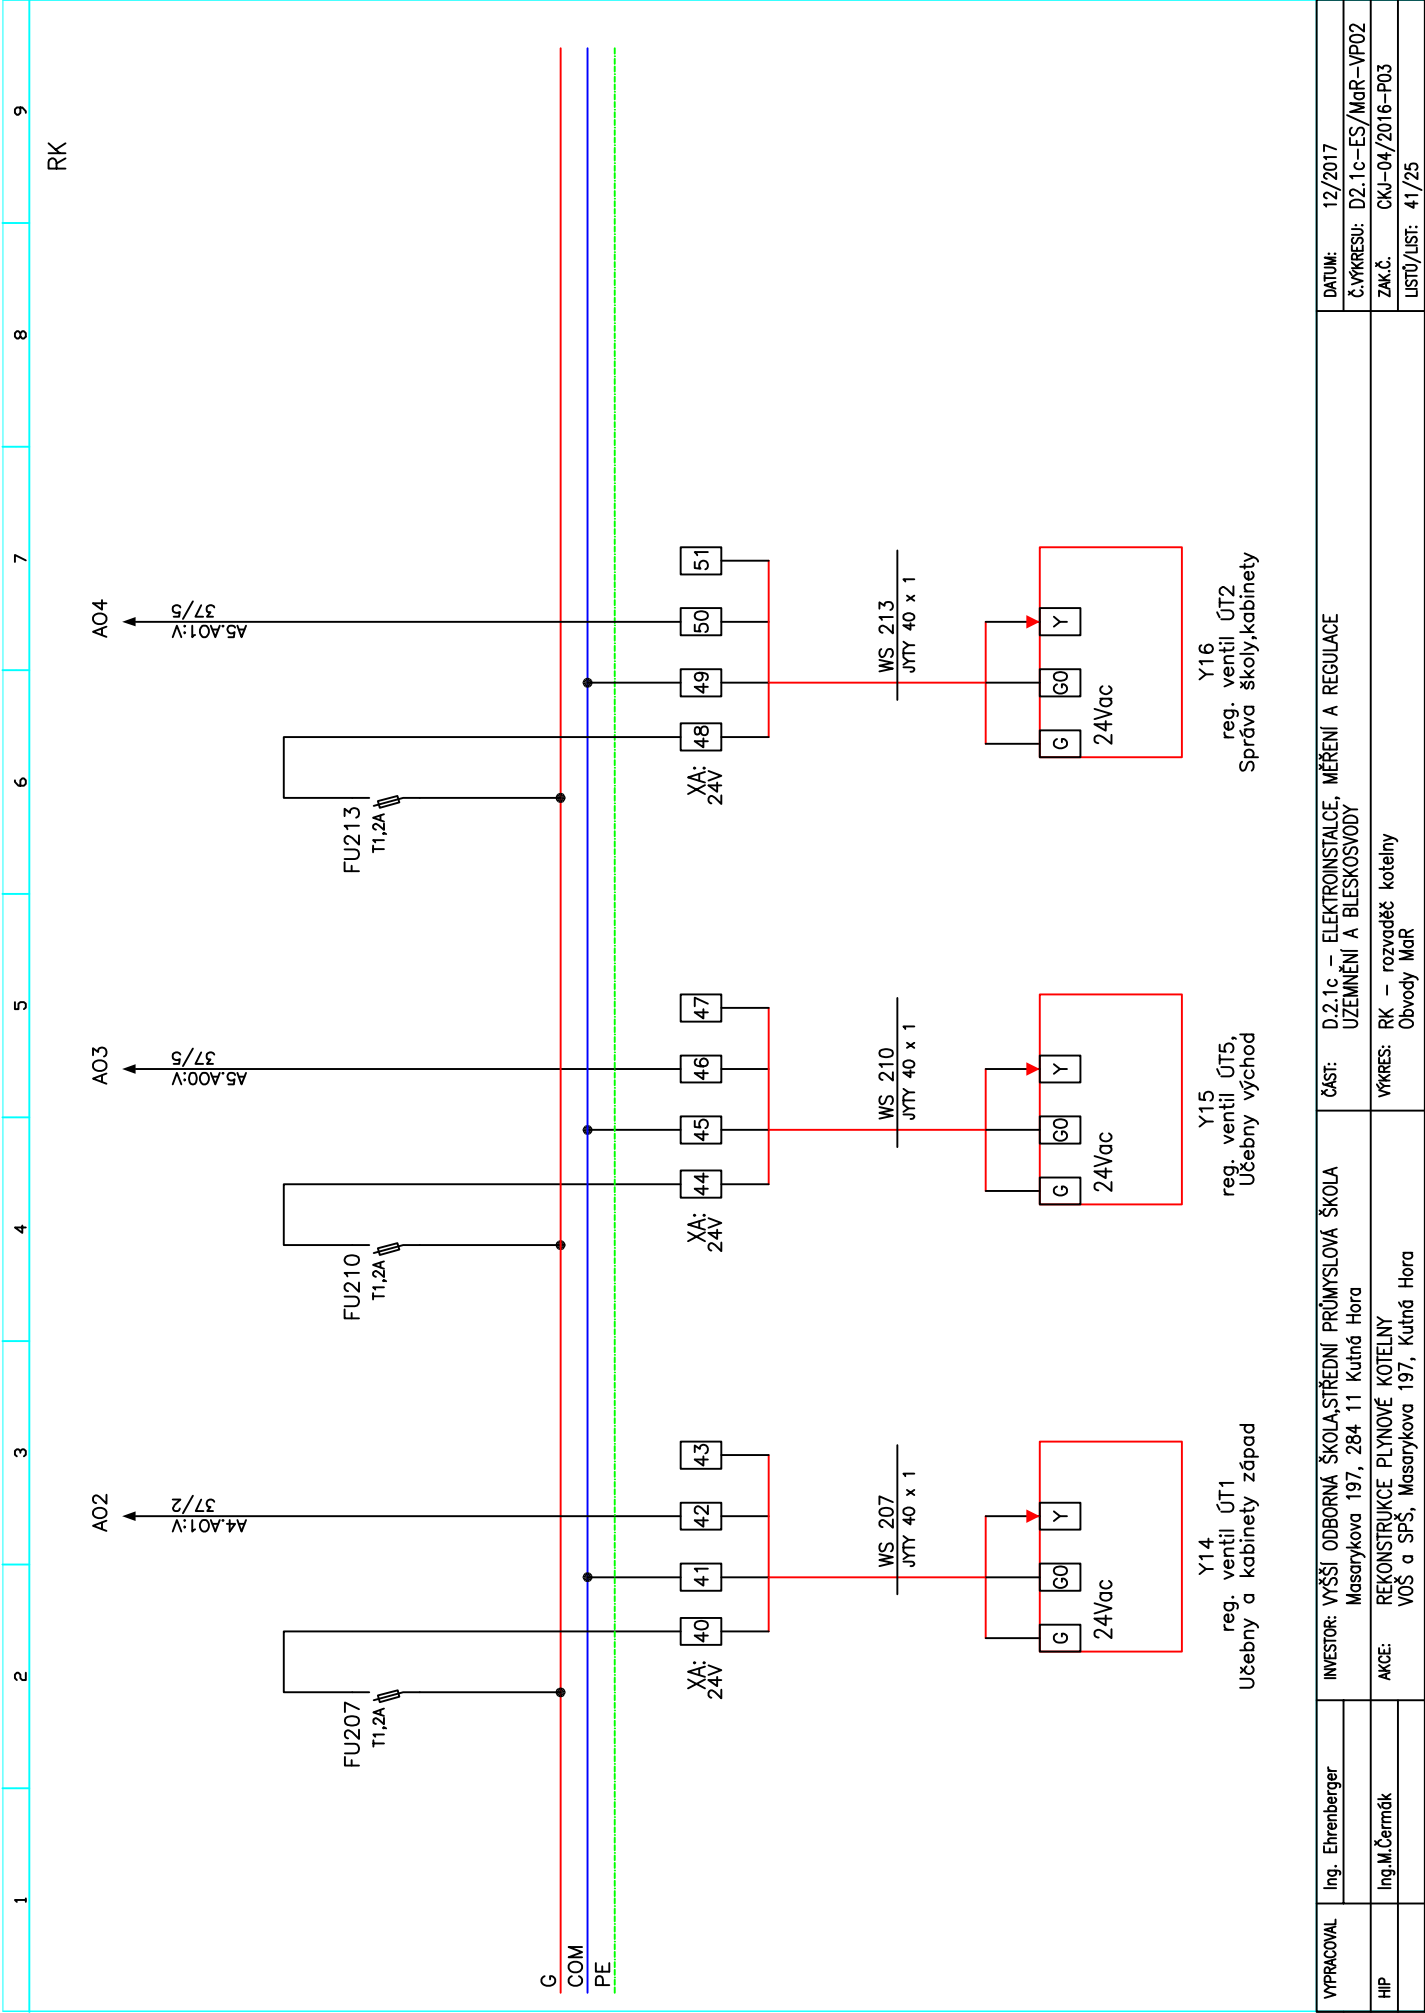 1
2
3
4
5
6
7
8
9
RK
AO2
A4.AO1:V
37/2
AO3
A5.AO0:V
37/5
AO4
A5.AO1:V
37/5
FU207
T1,2A
FU210
T1,2A
FU213
T1,2A
G
COM
PE
XA:
24V
40
41
42
43
XA:
24V
44
45
46
47
XA:
24V
48
49
50
51
WS 207
JYTY 40 x 1
WS 210
JYTY 40 x 1
WS 213
JYTY 40 x 1
G
G0
Y
24Vac
G
G0
Y
24Vac
G
G0
Y
24Vac
Y14
reg. ventil ÚT1
Učebny a kabinety západ
Y15
reg. ventil ÚT5,
Učebny východ
Y16
reg. ventil ÚT2
Správa školy,kabinety
VYPRACOVAL
Ing. Ehrenberger
HIP
Ing.M.Čermák
INVESTOR: VYŠŠÍ ODBORNÁ ŠKOLA,STŘEDNÍ PRŮMYSLOVÁ ŠKOLA
Masarykova 197, 284 11 Kutná Hora
AKCE: REKONSTRUKCE PLYNOVÉ KOTELNY
VOŠ a SPŠ, Masarykova 197, Kutná Hora
ČÁST: D.2.1c – ELEKTROINSTALCE, MĚŘENÍ A REGULACE
UZEMNĚNÍ A BLESKOSVODY
VÝKRES: RK – rozvaděč kotelny
Obvody MaR
DATUM: 12/2017
Č.VÝKRESU: D2.1c–ES/MaR–VP02
ZAK.Č. CKJ–04/2016–P03
LISTŮ/LIST: 41/25